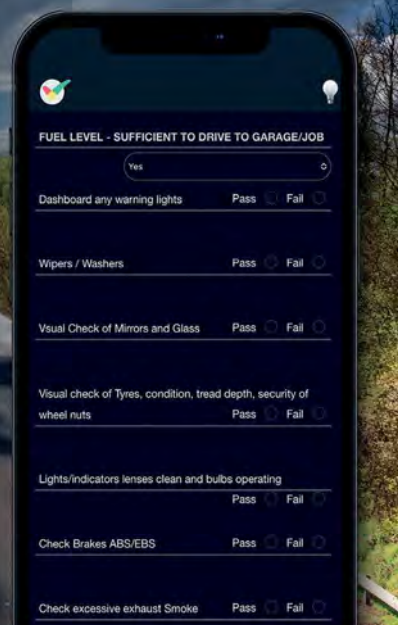 FUEL LEVEL - SUFFICIENT TO DRIVE TO GARAGE/JOB
Yes
Dashboard any warning lights Pass Fail
Wipers / Washers Pass Fail
Vsual Check of Mirrors and Glass Pass Fail
Visual check of Tyres, condition, tread depth, security of
wheel nuts Pass Fail
Lights/indicators lenses clean and bulbs operating
Pass Fail
Check Brakes ABS/EBS Pass Fail
Check excessive exhaust Smoke Pass Fail